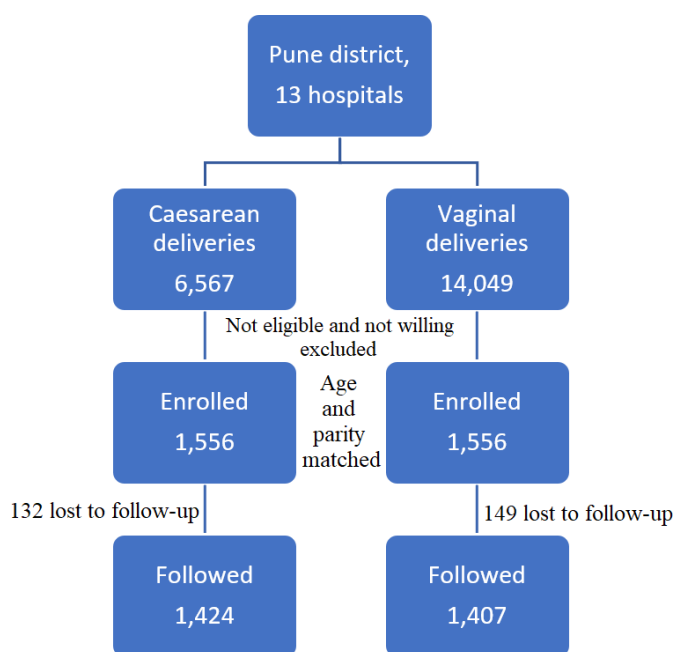 Pune district,
13 hospitals
Caesarean
deliveries
6,567
Vaginal
deliveries
14,049
Not eligible and not willing
excluded
Enrolled
1,556
Age
and
parity
matched
Enrolled
1,556
132 lost to follow-up
149 lost to follow-up
Followed
1,424
Followed
1,407